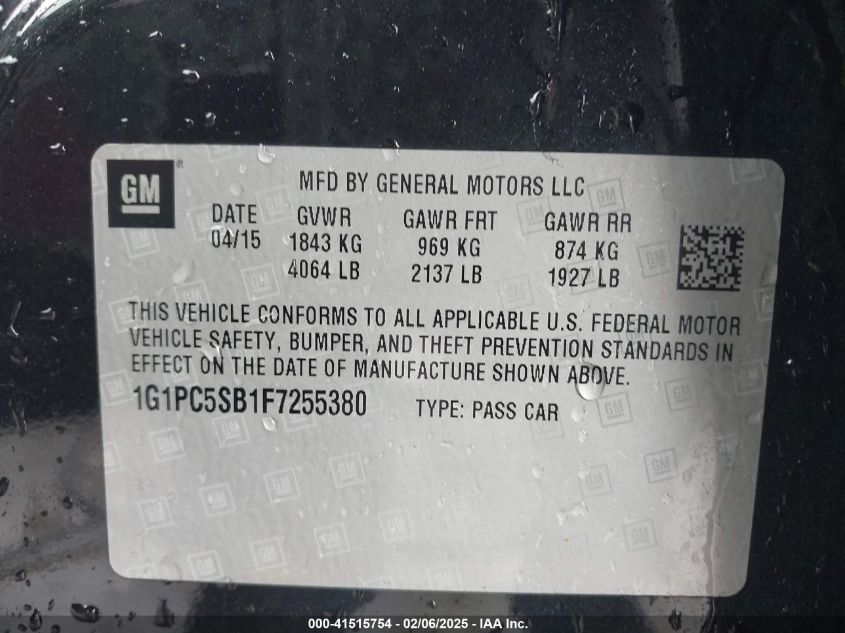 GM ®
MFD BY GENERAL MOTORS LLC
DATE GVWR GAWR FRT GAWR RR
04/15 1843 KG 969 KG 874 KG
4064 LB 2137 LB 1927 LB
THIS VEHICLE CONFORMS TO ALL APPLICABLE U.S. FEDERAL MOTOR
VEHICLE SAFETY, BUMPER, AND THEFT PREVENTION STANDARDS IN
EFFECT ON THE DATE OF MANUFACTURE SHOWN ABOVE.
1G1PC5SB1F7255380 TYPE: PASS CAR
000-41515754 - 02/06/2025 - IAAI.com.